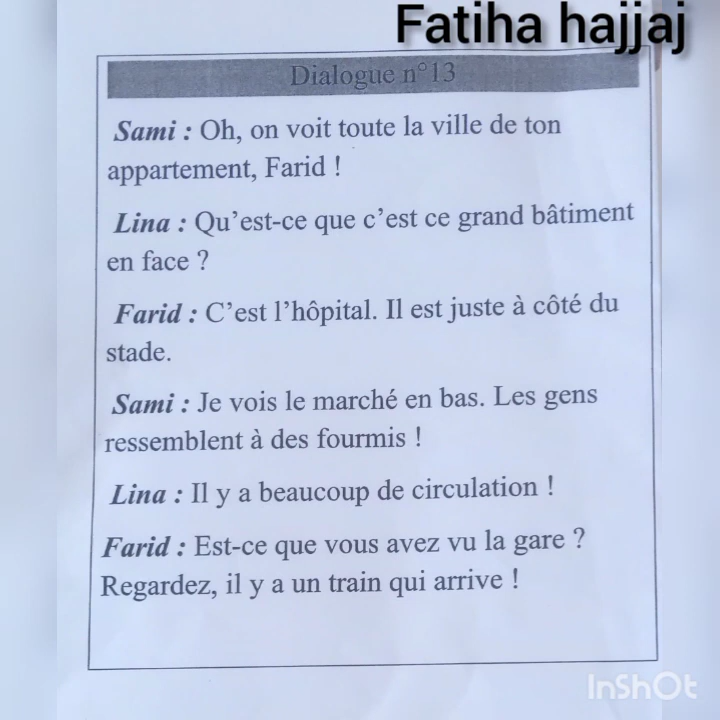 Fatiha hajjaj
Dialogue n°13
Sami : Oh, on voit toute la ville de ton
appartement, Farid !
Lina : Qu'est-ce que c'est ce grand bâtiment
en face ?
Farid : C'est l'hôpital. Il est juste à côté du
stade.
Sami : Je vois le marché en bas. Les gens
ressemblent à des fourmis !
Lina : Il y a beaucoup de circulation !
Farid : Est-ce que vous avez vu la gare ?
Regardez, il y a un train qui arrive !
InShOt